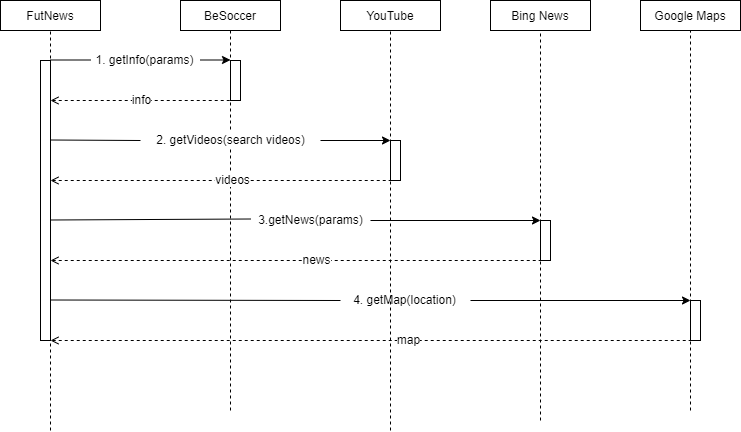 FutNews
BeSoccer
YouTube
Bing News
Google Maps
1. getInfo(params)
info
2. getVideos(search videos)
videos
3.getNews(params)
news
4. getMap(location)
map